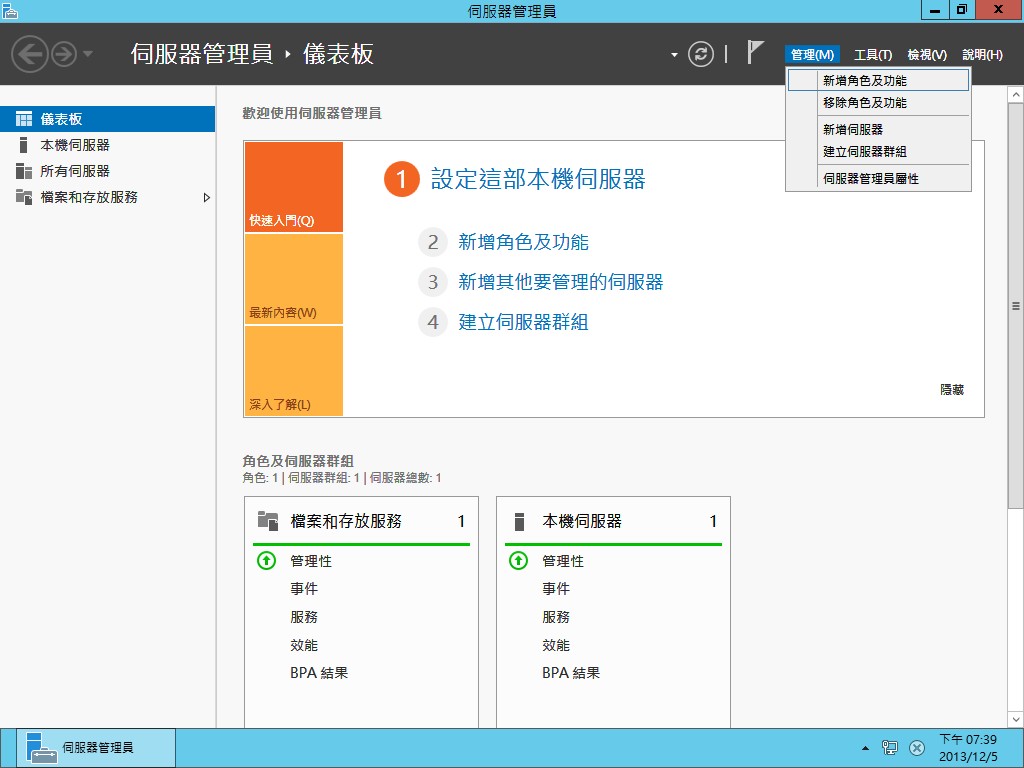 伺服器管理員
伺服器管理員 ‣ 儀表板
管理(M) 工具(T) 檢視(V) 說明(H)
新增角色及功能
移除角色及功能
新增伺服器
建立伺服器群組
伺服器管理員屬性
儀表板
本機伺服器
所有伺服器
檔案和存放服務
歡迎使用伺服器管理員
快速入門(Q)
最新內容(W)
深入了解(L)
1 設定這部本機伺服器
2 新增角色及功能
3 新增其他要管理的伺服器
4 建立伺服器群組
隱藏
角色及伺服器群組
角色: 1 | 伺服器群組: 1 | 伺服器總數: 1
檔案和存放服務 1
管理性
事件
服務
效能
BPA 結果
本機伺服器 1
管理性
事件
服務
效能
BPA 結果
伺服器管理員
下午 07:39
2013/12/5